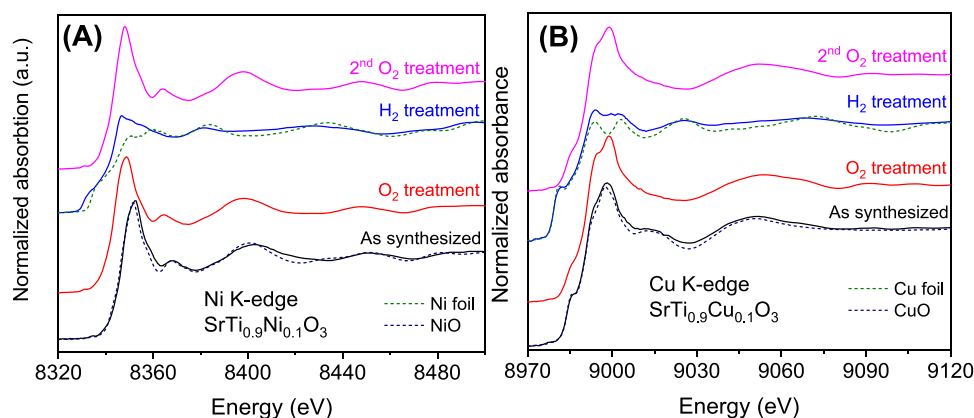 (A)
2nd O2 treatment
H2 treatment
O2 treatment
As synthesized
Ni K-edge
SrTi0.9Ni0.1O3
Ni foil
NiO
Normalized absorbtion (a.u.)
8320 8360 8400 8440 8480
Energy (eV)
(B)
2nd O2 treatment
H2 treatment
O2 treatment
As synthesized
Cu K-edge
SrTi0.9Cu0.1O3
Cu foil
CuO
Normalized absorbance
8970 9000 9030 9060 9090 9120
Energy (eV)